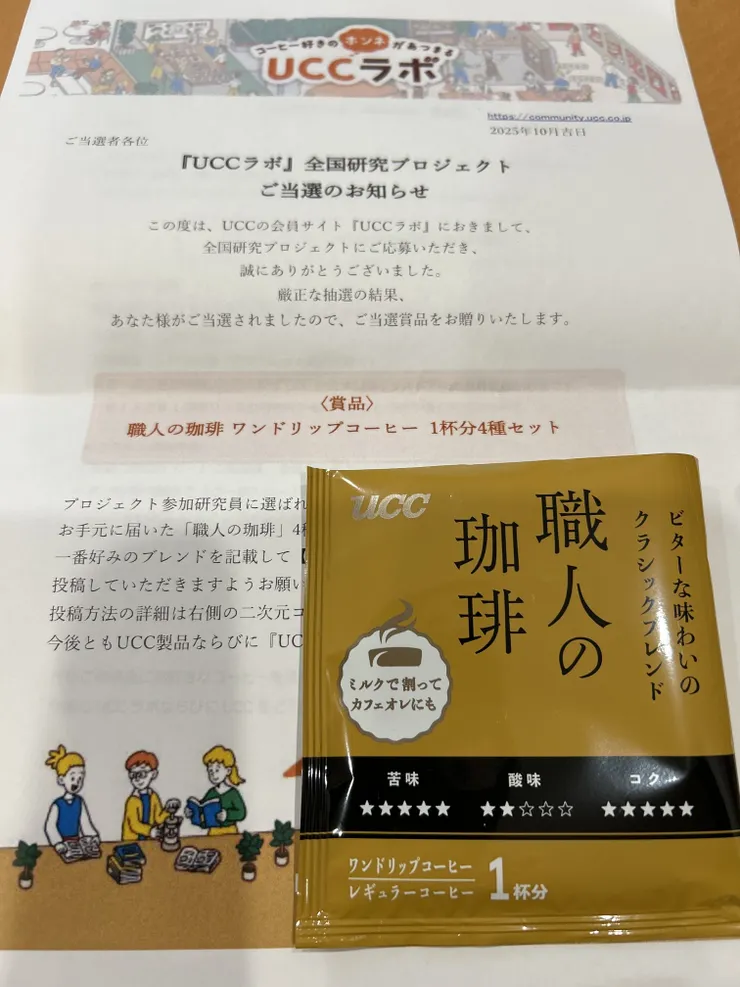 コーヒー好きのホンネがあつまる
UCCラボ
https://community.ucc.co.jp
2025年10月吉日
ご当選者各位
『UCCラボ』全国研究プロジェクト
ご当選のお知らせ
この度は、UCCの会員サイト『UCCラボ』におきまして、
全国研究プロジェクトにご応募いただき、
誠にありがとうございました。
厳正な抽選の結果、
あなた様がご当選されましたので、ご当選賞品をお贈りいたします。
〈賞品〉
職人の珈琲 ワンドリップコーヒー 1杯分4種セット
プロジェクト参加研究員に選ばれ
お手元に届いた「職人の珈琲」4
一番好みのブレンドを記載して【
投稿していただきますようお願い
投稿方法の詳細は右側の二次元コ
今後ともUCC製品ならびに『UC
ucc
ビターな味わいの
クラシックブレンド
職人の
珈琲
ミルクで割って
カフェオレにも
苦味 酸味 コク
★★★★★ ★★☆☆☆ ★★★★★
ワンドリップコーヒー
レギュラーコーヒー
1杯分